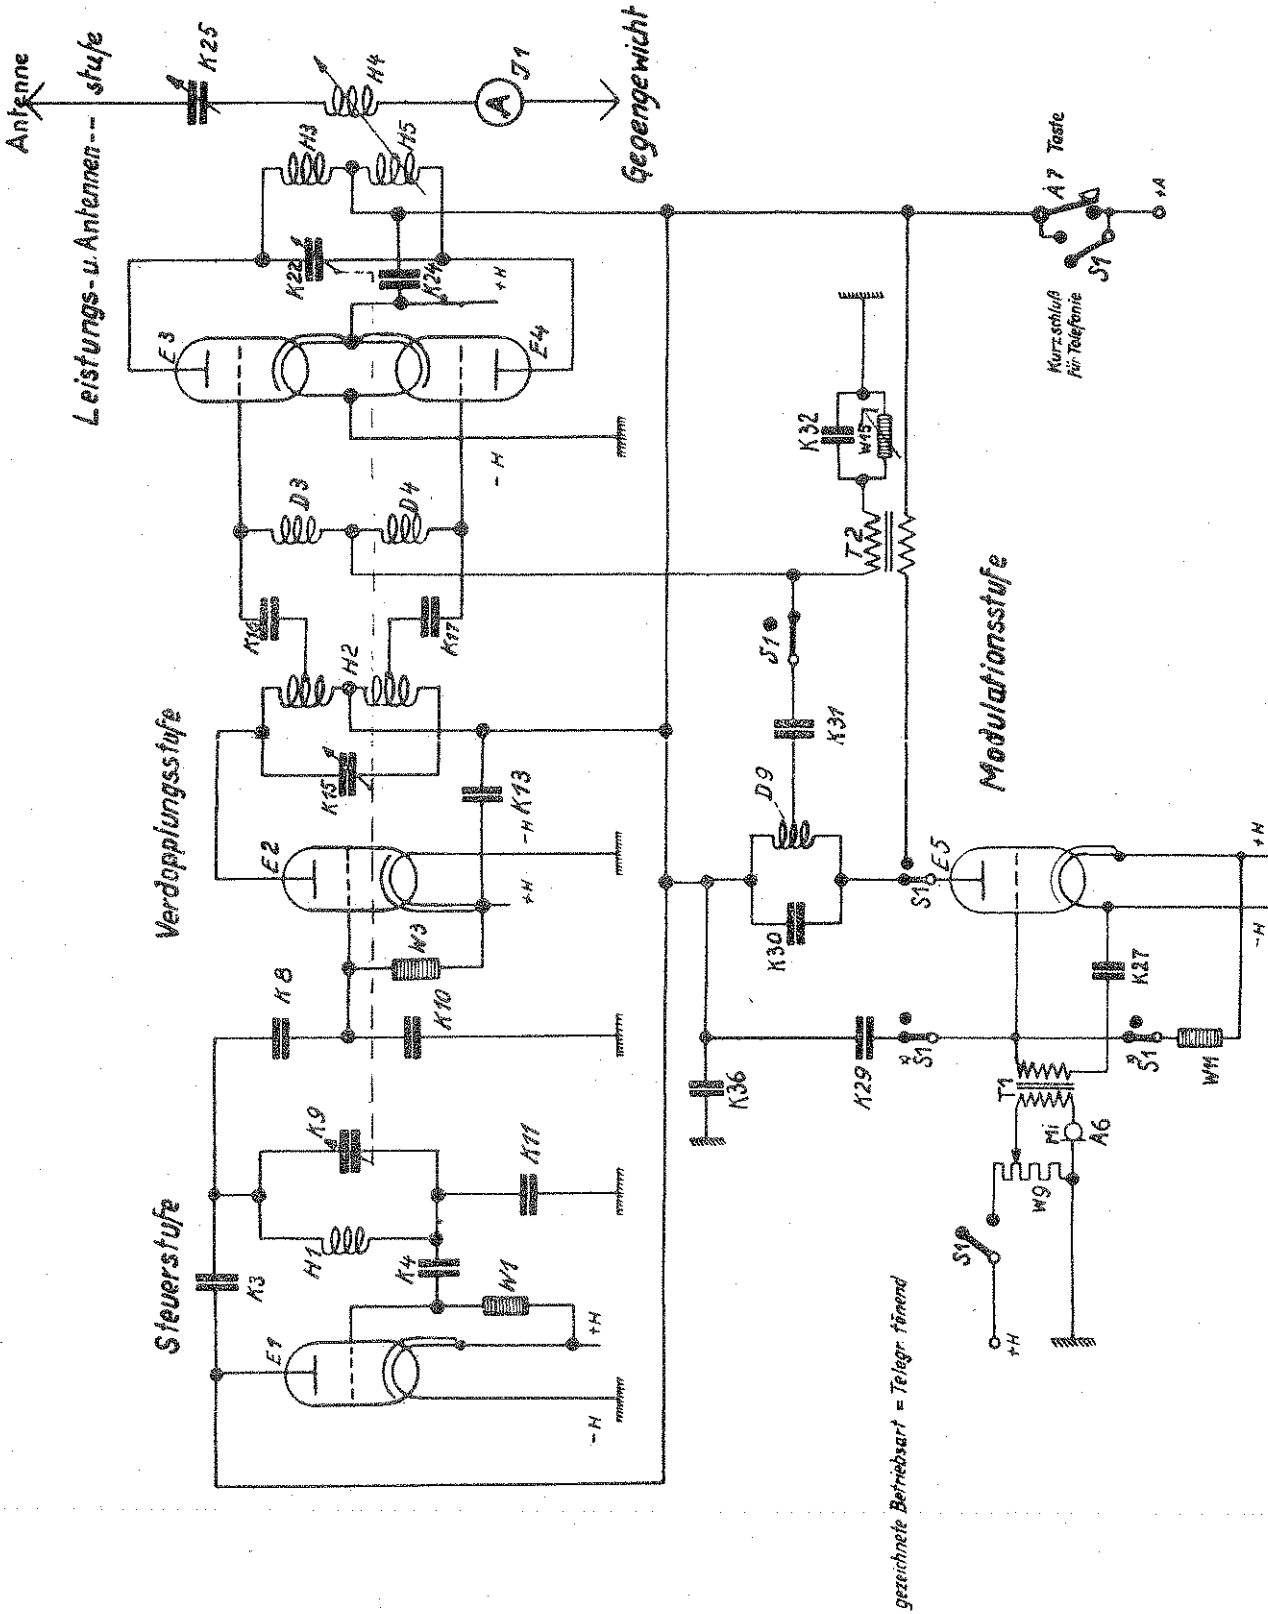 Antenne
Leistungs- u. Antennen-- stufe
K25
H4
J1
Gegengewicht
H3
H5
K22
K24
+H
E3
E4
-H
D3
D4
K16
K17
Verdopplungsstufe
H2
K15
K13
-H
+H
E2
W3
K8
K10
Steuerstufe
K9
K11
H1
K3
K4
W1
E1
+H
-H
A7 Taste
S1
+A
Kurzschluß
für Telefonie
K32
W15
T2
S1
K31
D9
K30
Modulationsstufe
E5
S1
K36
K29
S1
K27
+H
-H
S1
W11
T1
Mi
A6
W9
S1
+H
gezeichnete Betriebsart = Telegr. tönend